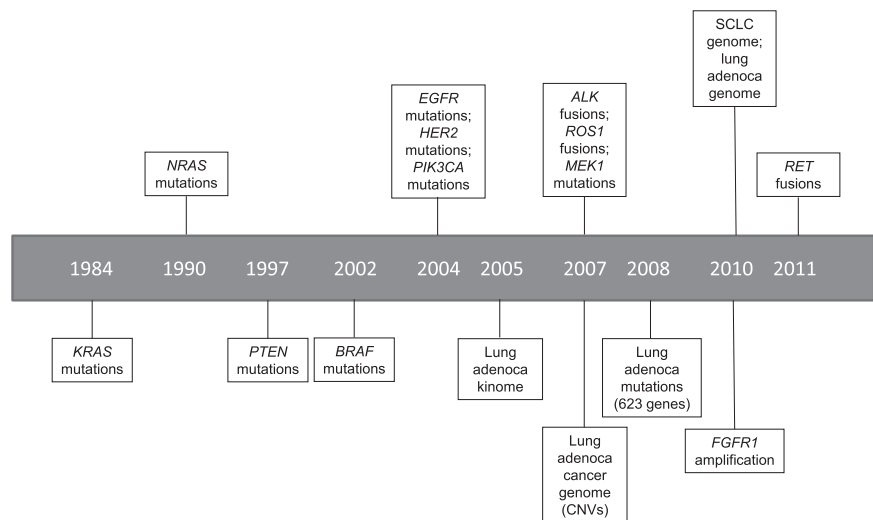 SCLC
genome;
lung
adenoca
genome
EGFR
mutations;
HER2
mutations;
PIK3CA
mutations
ALK
fusions;
ROS1
fusions;
MEK1
mutations
NRAS
mutations
RET
fusions
1984 1990 1997 2002 2004 2005 2007 2008 2010 2011
KRAS
mutations
PTEN
mutations
BRAF
mutations
Lung
adenoca
kinome
Lung
adenoca
mutations
(623 genes)
Lung
adenoca
cancer
genome
(CNVs)
FGFR1
amplification